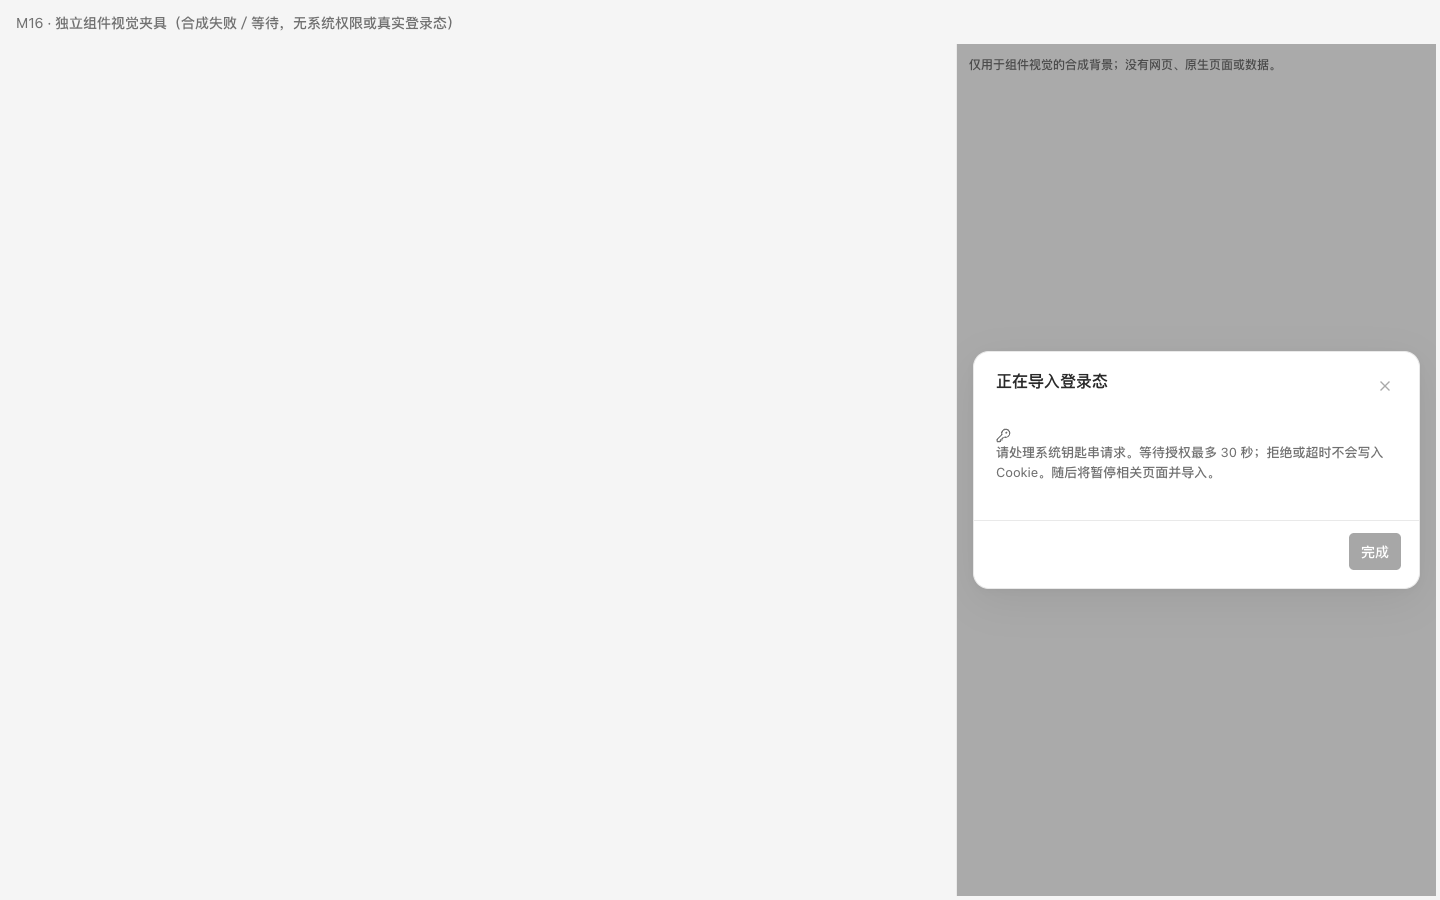 M16 · 独立组件视觉夹具（合成失败 / 等待，无系统权限或真实登录态）
仅用于组件视觉的合成背景；没有网页、原生页面或数据。
正在导入登录态
请处理系统钥匙串请求。等待授权最多 30 秒；拒绝或超时不会写入
Cookie。随后将暂停相关页面并导入。
完成